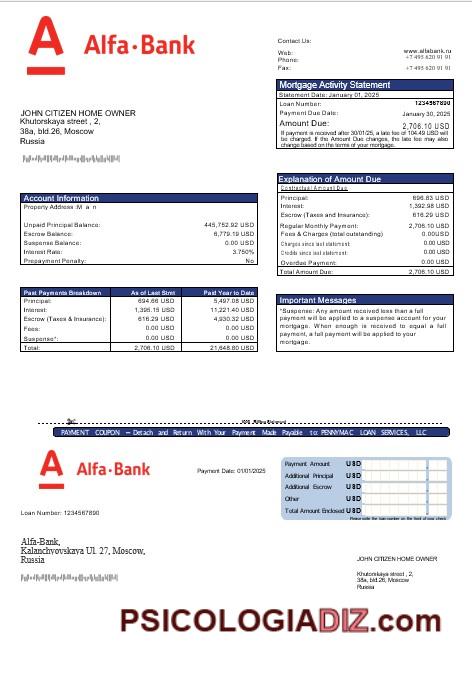 Alfa·Bank
Contact Us:
Web: www.alfabank.ru
Phone: +7 495 620 91 91
Fax: +7 495 620 91 91
Mortgage Activity Statement
Statement Date: January 01, 2025
Loan Number: 1234567890
Payment Due Date: January 30, 2025
Amount Due: 2,706.10 USD
If payment is received after 30/01/25, a late fee of 104.49 USD will
be charged. If the Amount Due Changes, the late fee may also
change based on the terms of your mortgage.
JOHN CITIZEN HOME OWNER
Khutorskaya street , 2,
38a, bld.26, Moscow
Russia
Explanation of Amount Due
Contractual Amount Due
Principal: 696.83 USD
Interest: 1,392.98 USD
Escrow (Taxes and Insurance): 616.29 USD
Regular Monthly Payment: 2,706.10 USD
Fees & Charges (total outstanding) 0.00USD
Charges since last statement: 0.00 USD
Credits since last statement: 0.00 USD
Overdue Payment: 0.00 USD
Total Amount Due: 2,706.10 USD
Account Information
Property Address M a n
Unpaid Principal Balance: 445,752.92 USD
Escrow Balance: 6,779.19 USD
Suspense Balance: 0.00 USD
Interest Rate: 3.750%
Prepayment Penalty: No
Past Payments Breakdown As of Last Stmt Paid Year to Date
Principal: 694.66 USD 5,497.08 USD
Interest: 1,395.15 USD 11,221.40 USD
Escrow (Taxes & Insurance): 616.29 USD 4,930.32 USD
Fees: 0.00 USD 0.00 USD
Suspense*: 0.00 USD 0.00 USD
Total: 2,706.10 USD 21,648.80 USD
Important Messages
*Suspense: Any amount received less than a full
payment will be applied to a suspense account for your
mortgage. When enough is received to equal a full
payment, a full payment will be applied to your
mortgage.
PAYMENT COUPON – Detach and Return With Your Payment Made Payable to: PENNYMAC LOAN SERVICES, LLC
Alfa·Bank
Payment Date: 01/01/2025
Payment Amount USD
Additional Principal USD
Additional Escrow USD
Other USD
Total Amount Enclosed USD
Please write the loan number on the front of your check
Loan Number: 1234567890
Alfa-Bank,
Kalanchyovskaya Ul. 27, Moscow,
Russia
JOHN CITIZEN HOME OWNER
Khutorskaya street , 2,
38a, bld.26, Moscow
Russia
PSICOLOGIADIZ.com